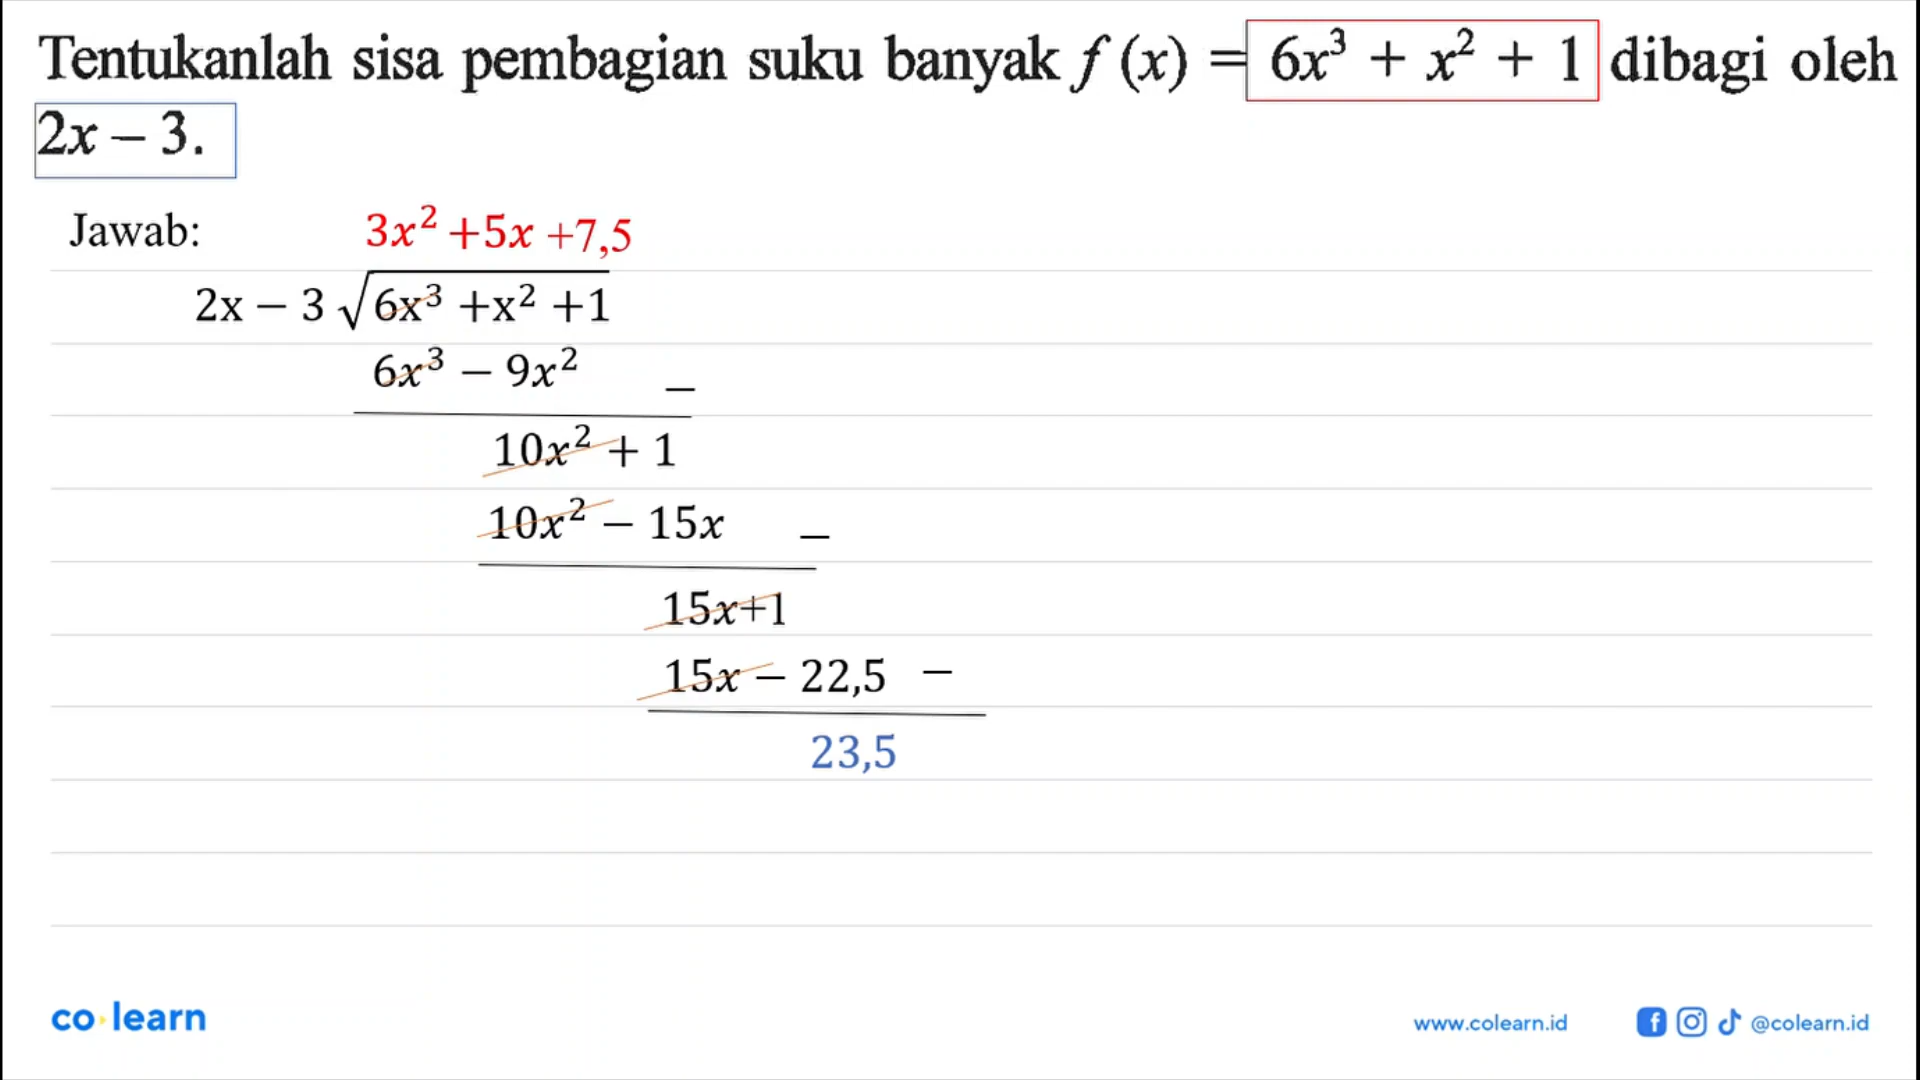 Tentukanlah sisa pembagian suku banyak f (x) = 6x³ + x² + 1 dibagi oleh
2x – 3.
Jawab:
3x² +5x +7,5
2x − 3 √6x³ +x² +1
6x³ − 9x² −
10x² + 1
10x² − 15x −
15x+1
15x − 22,5 −
23,5
co learn
www.colearn.id
@colearn.id